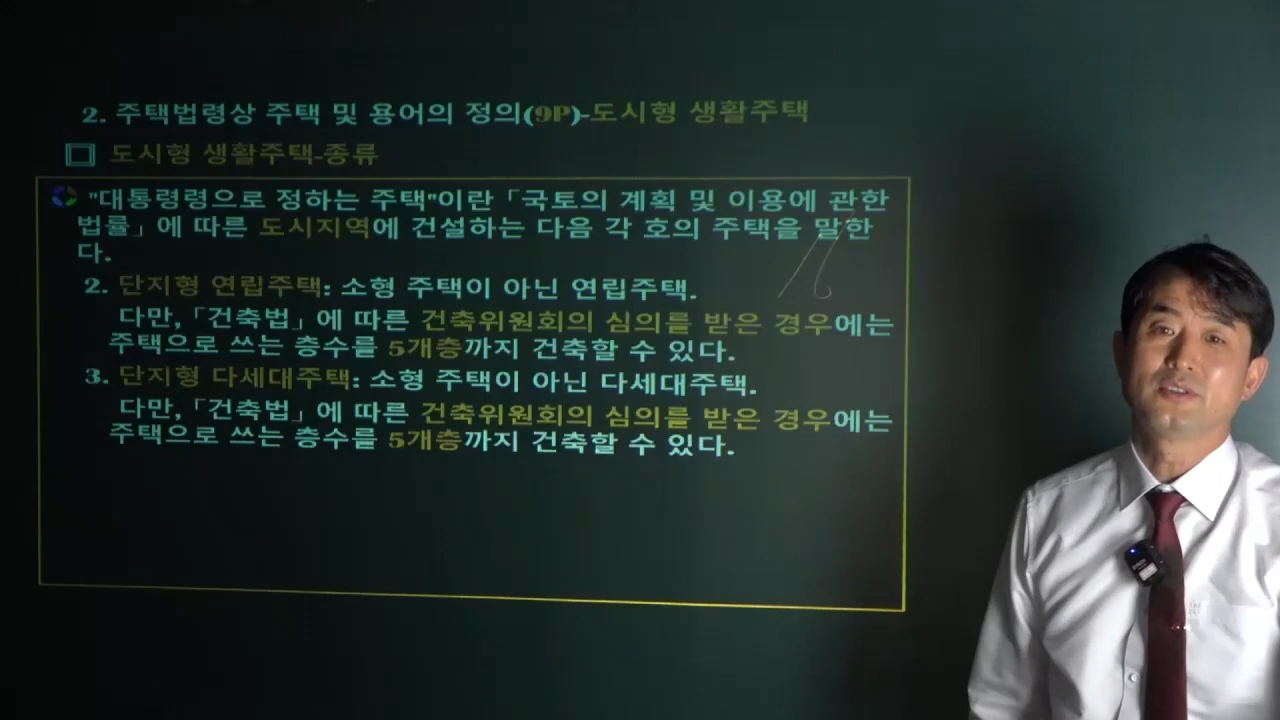 2. 주택법령상 주택 및 용어의 정의(9P)-도시형 생활주택
도시형 생활주택-종류
"대통령령으로 정하는 주택"이란 「국토의 계획 및 이용에 관한
법률」에 따른 도시지역에 건설하는 다음 각 호의 주택을 말한
다.
2. 단지형 연립주택: 소형 주택이 아닌 연립주택.
다만, 「건축법」에 따른 건축위원회의 심의를 받은 경우에는
주택으로 쓰는 층수를 5개층까지 건축할 수 있다.
3. 단지형 다세대주택: 소형 주택이 아닌 다세대주택.
다만, 「건축법」에 따른 건축위원회의 심의를 받은 경우에는
주택으로 쓰는 층수를 5개층까지 건축할 수 있다.